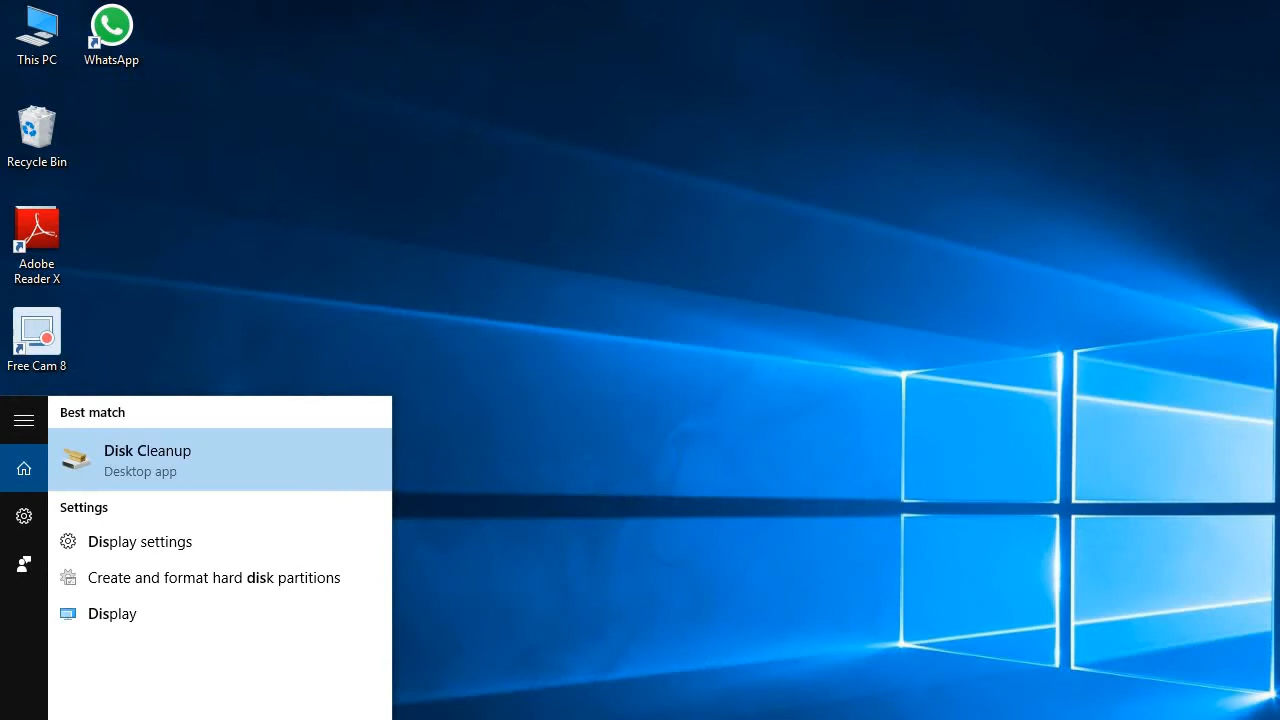 This PC
WhatsApp
Recycle Bin
Adobe
Reader X
Free Cam 8
Best match
Disk Cleanup
Desktop app
Settings
Display settings
Create and format hard disk partitions
Display